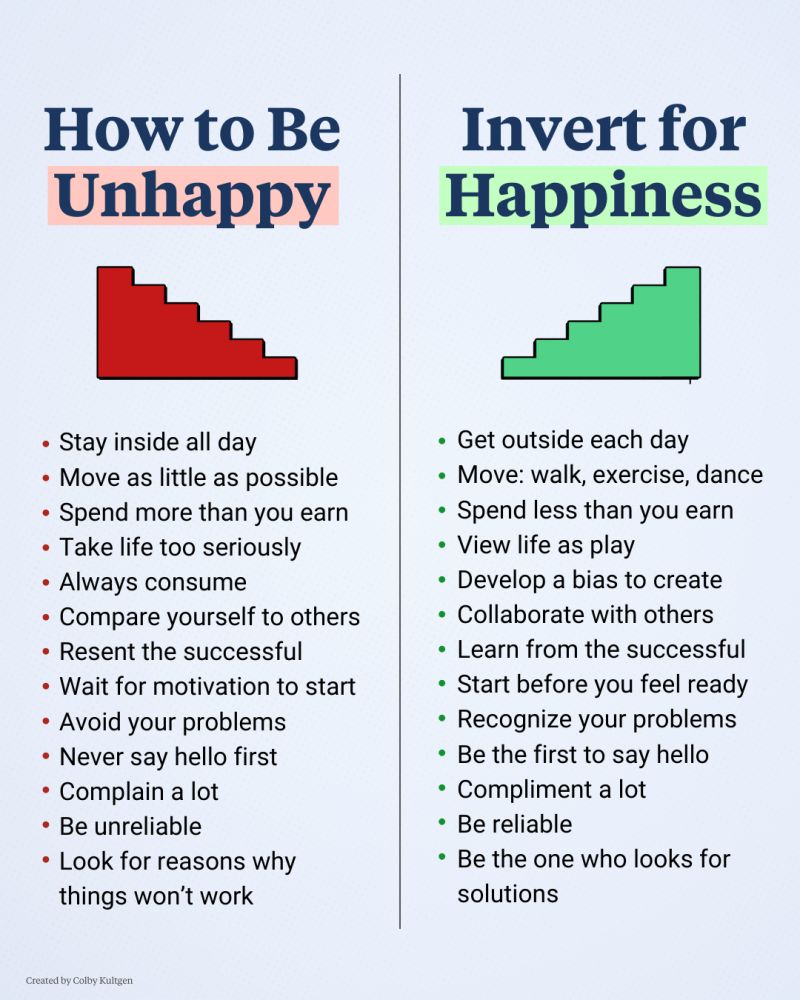 How to Be
Unhappy
• Stay inside all day
• Move as little as possible
• Spend more than you earn
• Take life too seriously
• Always consume
• Compare yourself to others
• Resent the successful
• Wait for motivation to start
• Avoid your problems
• Never say hello first
• Complain a lot
• Be unreliable
• Look for reasons why
things won’t work
Invert for
Happiness
• Get outside each day
• Move: walk, exercise, dance
• Spend less than you earn
• View life as play
• Develop a bias to create
• Collaborate with others
• Learn from the successful
• Start before you feel ready
• Recognize your problems
• Be the first to say hello
• Compliment a lot
• Be reliable
• Be the one who looks for
solutions
Created by Colby Kultgen